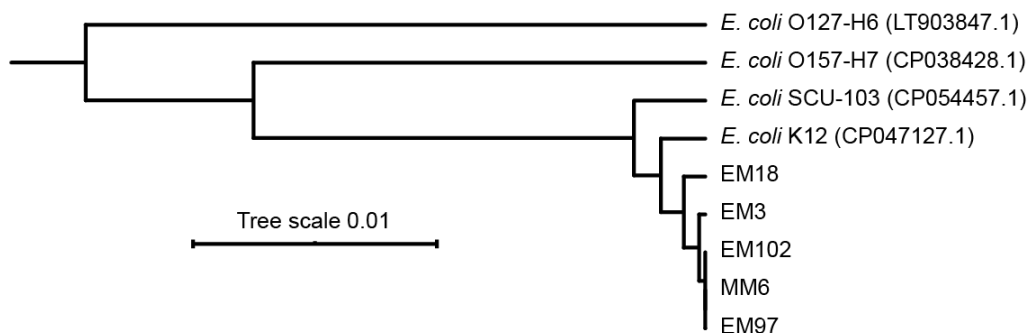 E. coli O127-H6 (LT903847.1)
E. coli O157-H7 (CP038428.1)
E. coli SCU-103 (CP054457.1)
E. coli K12 (CP047127.1)
EM18
Tree scale 0.01
EM3
EM102
MM6
EM97